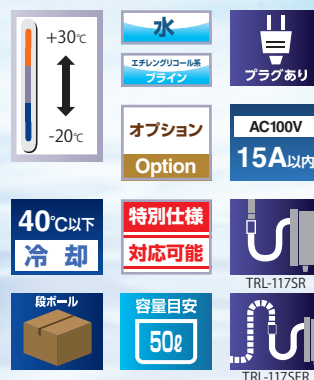 +30℃
-20℃
水
エチレングリコール系
ブライン
プラグあり
オプション
Option
AC100V
15A以内
40℃以下
冷却
特別仕様
対応可能
TRL-117SR
段ボール
容量目安
50ℓ
TRL-117SFR